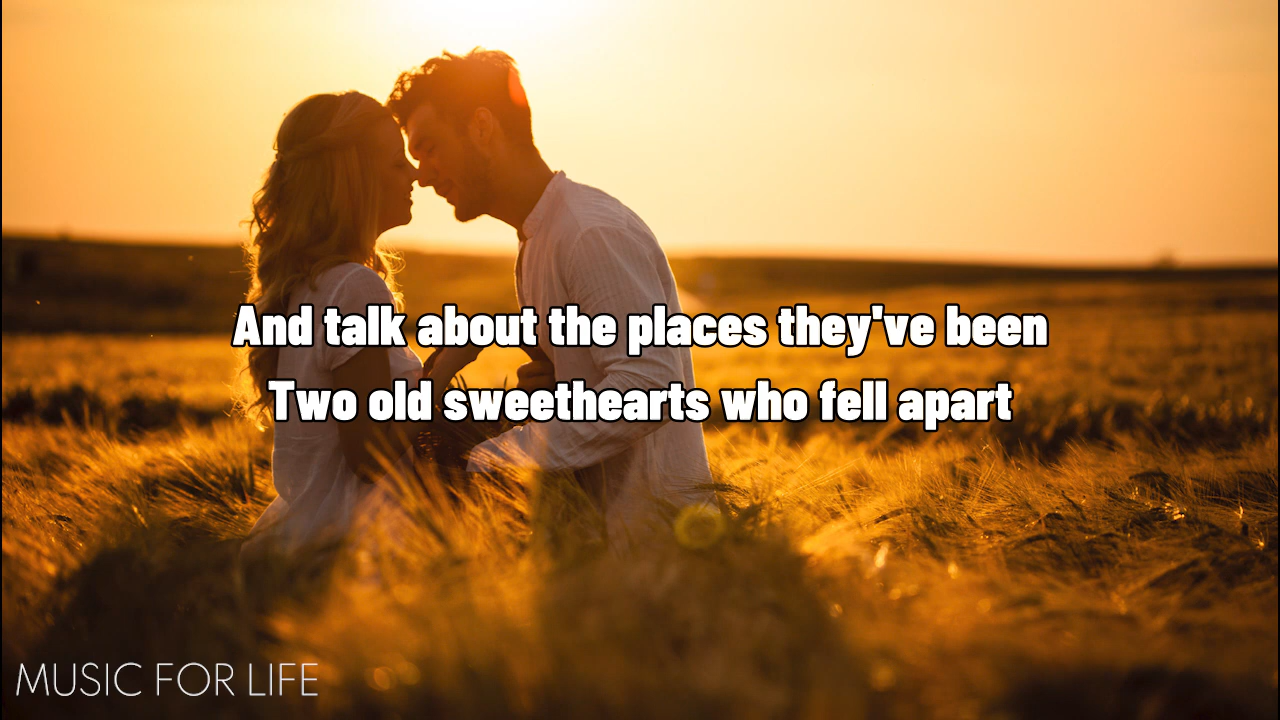 And talk about the places they've been
Two old sweethearts who fell apart
MUSIC FOR LIFE